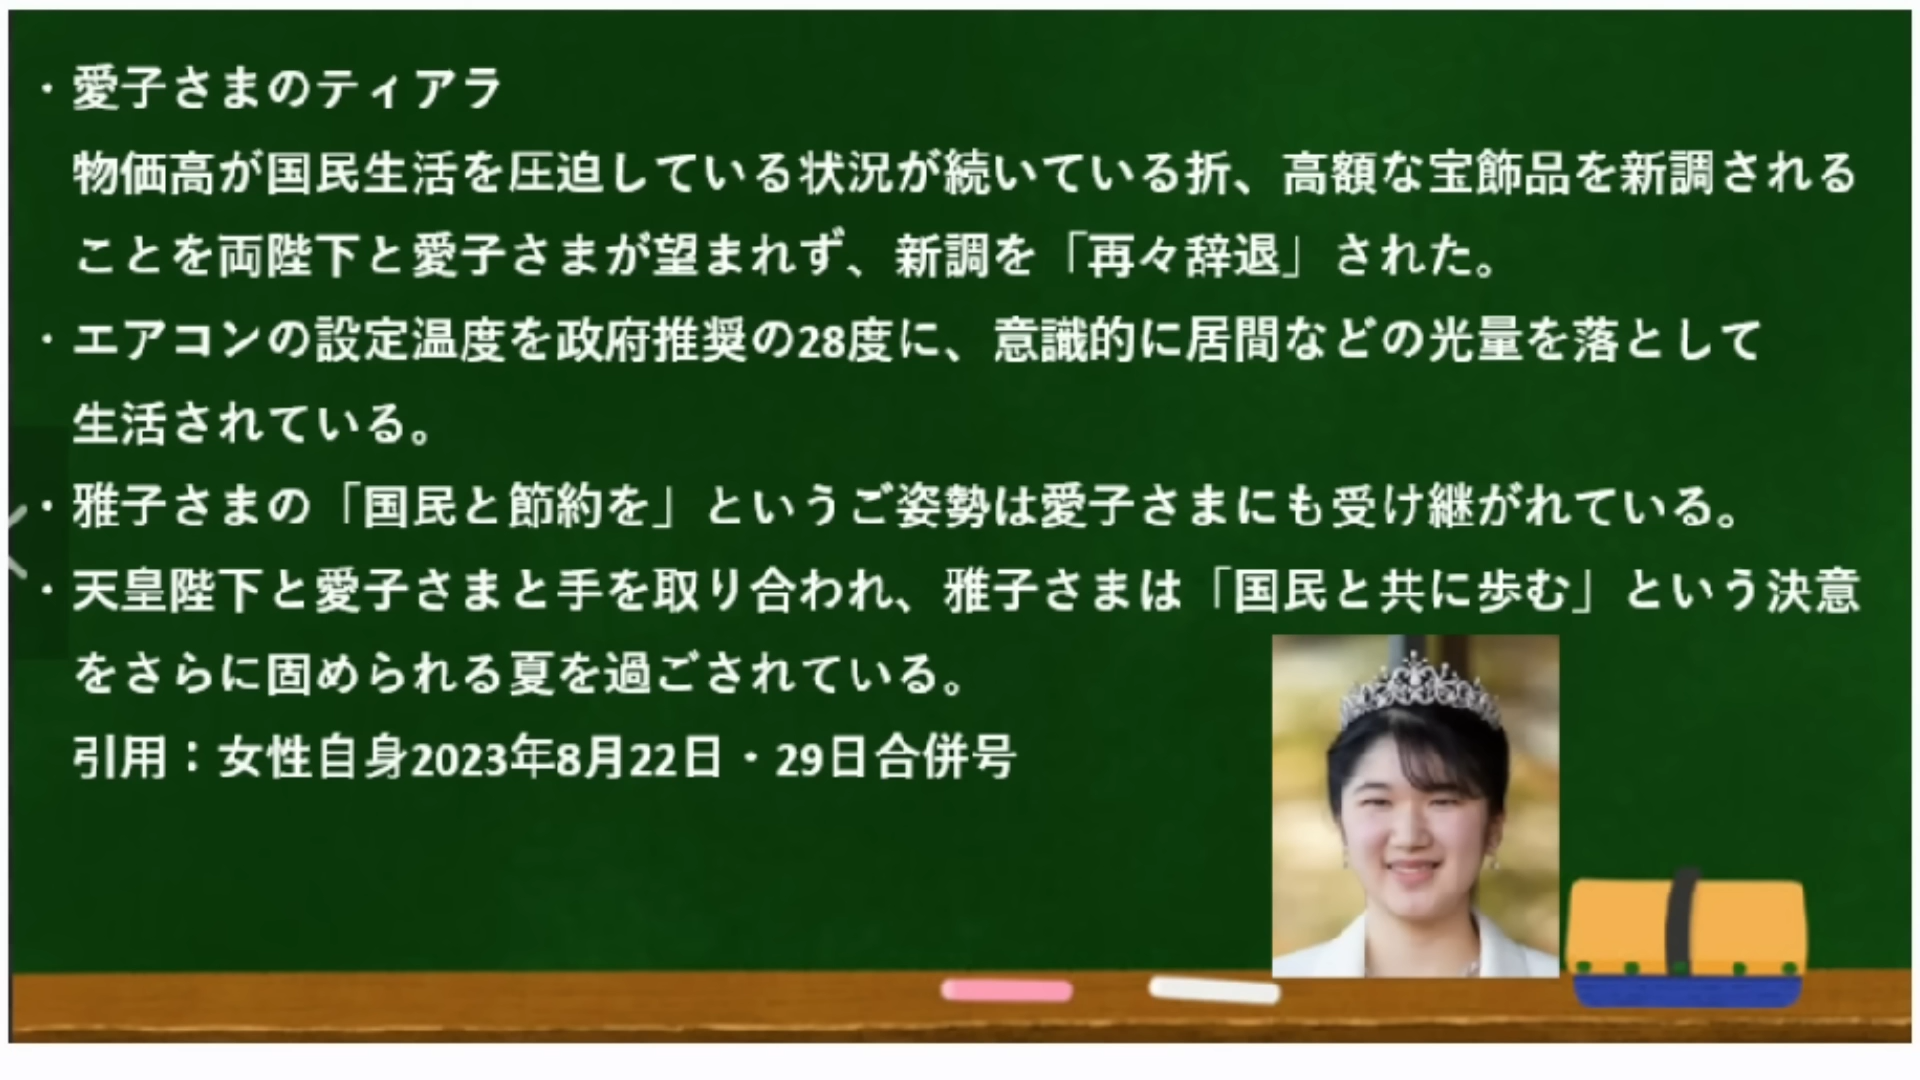 ・愛子さまのティアラ
物価高が国民生活を圧迫している状況が続いている折、高額な宝飾品を新調される
ことを両陛下と愛子さまが望まれず、新調を「再々辞退」された。
・エアコンの設定温度を政府推奨の28度に、意識的に居間などの光量を落として
生活されている。
・雅子さまの「国民と節約を」というご姿勢は愛子さまにも受け継がれている。
・天皇陛下と愛子さまと手を取り合われ、雅子さまは「国民と共に歩む」という決意
をさらに固められる夏を過ごされている。
引用：女性自身2023年8月22日・29日合併号